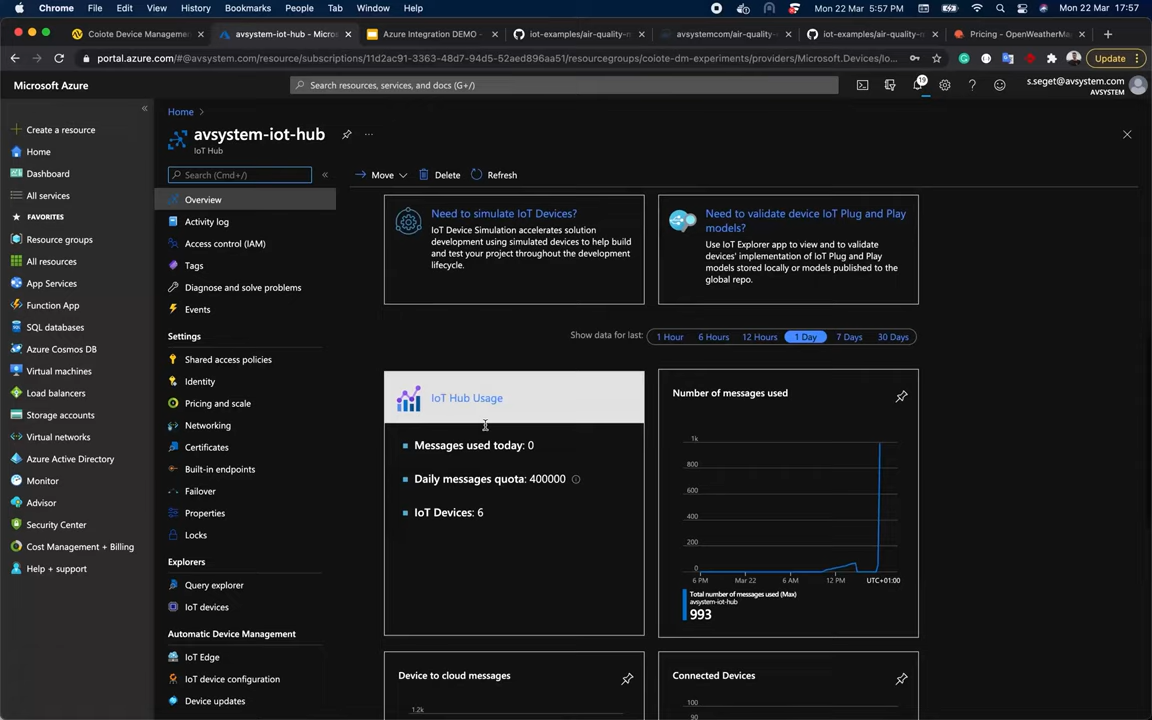 Chrome File Edit View History Bookmarks People Tab Window Help
Mon 22 Mar 5:57 PM
Mon 22 Mar 17:57
Coiote Device Managemen
avsystem-iot-hub - Micros
Azure Integration DEMO -
iot-examples/air-quality-m
avsystemcom/air-quality-
iot-examples/air-quality-m
Pricing - OpenWeatherMa
portal.azure.com/#@avsystem.com/resource/subscriptions/11d2ac91-3363-48d7-94d5-52aed896aa51/resourcegroups/coiote-dm-experiments/providers/Microsoft.Devices/Io...
Update
Microsoft Azure
Search resources, services, and docs (G+/)
19
s.seget@avsystem.com
AVSYSTEM
Create a resource
Home
Dashboard
All services
FAVORITES
Resource groups
All resources
App Services
Function App
SQL databases
Azure Cosmos DB
Virtual machines
Load balancers
Storage accounts
Virtual networks
Azure Active Directory
Monitor
Advisor
Security Center
Cost Management + Billing
Help + support
Home
avsystem-iot-hub
IoT Hub
Search (Cmd+/)
Overview
Activity log
Access control (IAM)
Tags
Diagnose and solve problems
Events
Settings
Shared access policies
Identity
Pricing and scale
Networking
Certificates
Built-in endpoints
Failover
Properties
Locks
Explorers
Query explorer
IoT devices
Automatic Device Management
IoT Edge
IoT device configuration
Device updates
Move
Delete
Refresh
Need to simulate IoT Devices?
IoT Device Simulation accelerates solution
development using simulated devices to help build
and test your project throughout the development
lifecycle.
Need to validate device IoT Plug and Play
models?
Use IoT Explorer app to view and to validate
devices' implementation of IoT Plug and Play
models stored locally or models published to the
global repo.
Show data for last:
1 Hour 6 Hours 12 Hours 1 Day 7 Days 30 Days
IoT Hub Usage
Messages used today: 0
Daily messages quota: 400000
IoT Devices: 6
Number of messages used
1k
800
600
400
200
0
6 PM Mar 22 6 AM 12 PM UTC+01:00
Total number of messages used (Max)
avsystem-iot-hub
993
Device to cloud messages
1.2k
Connected Devices
100
90